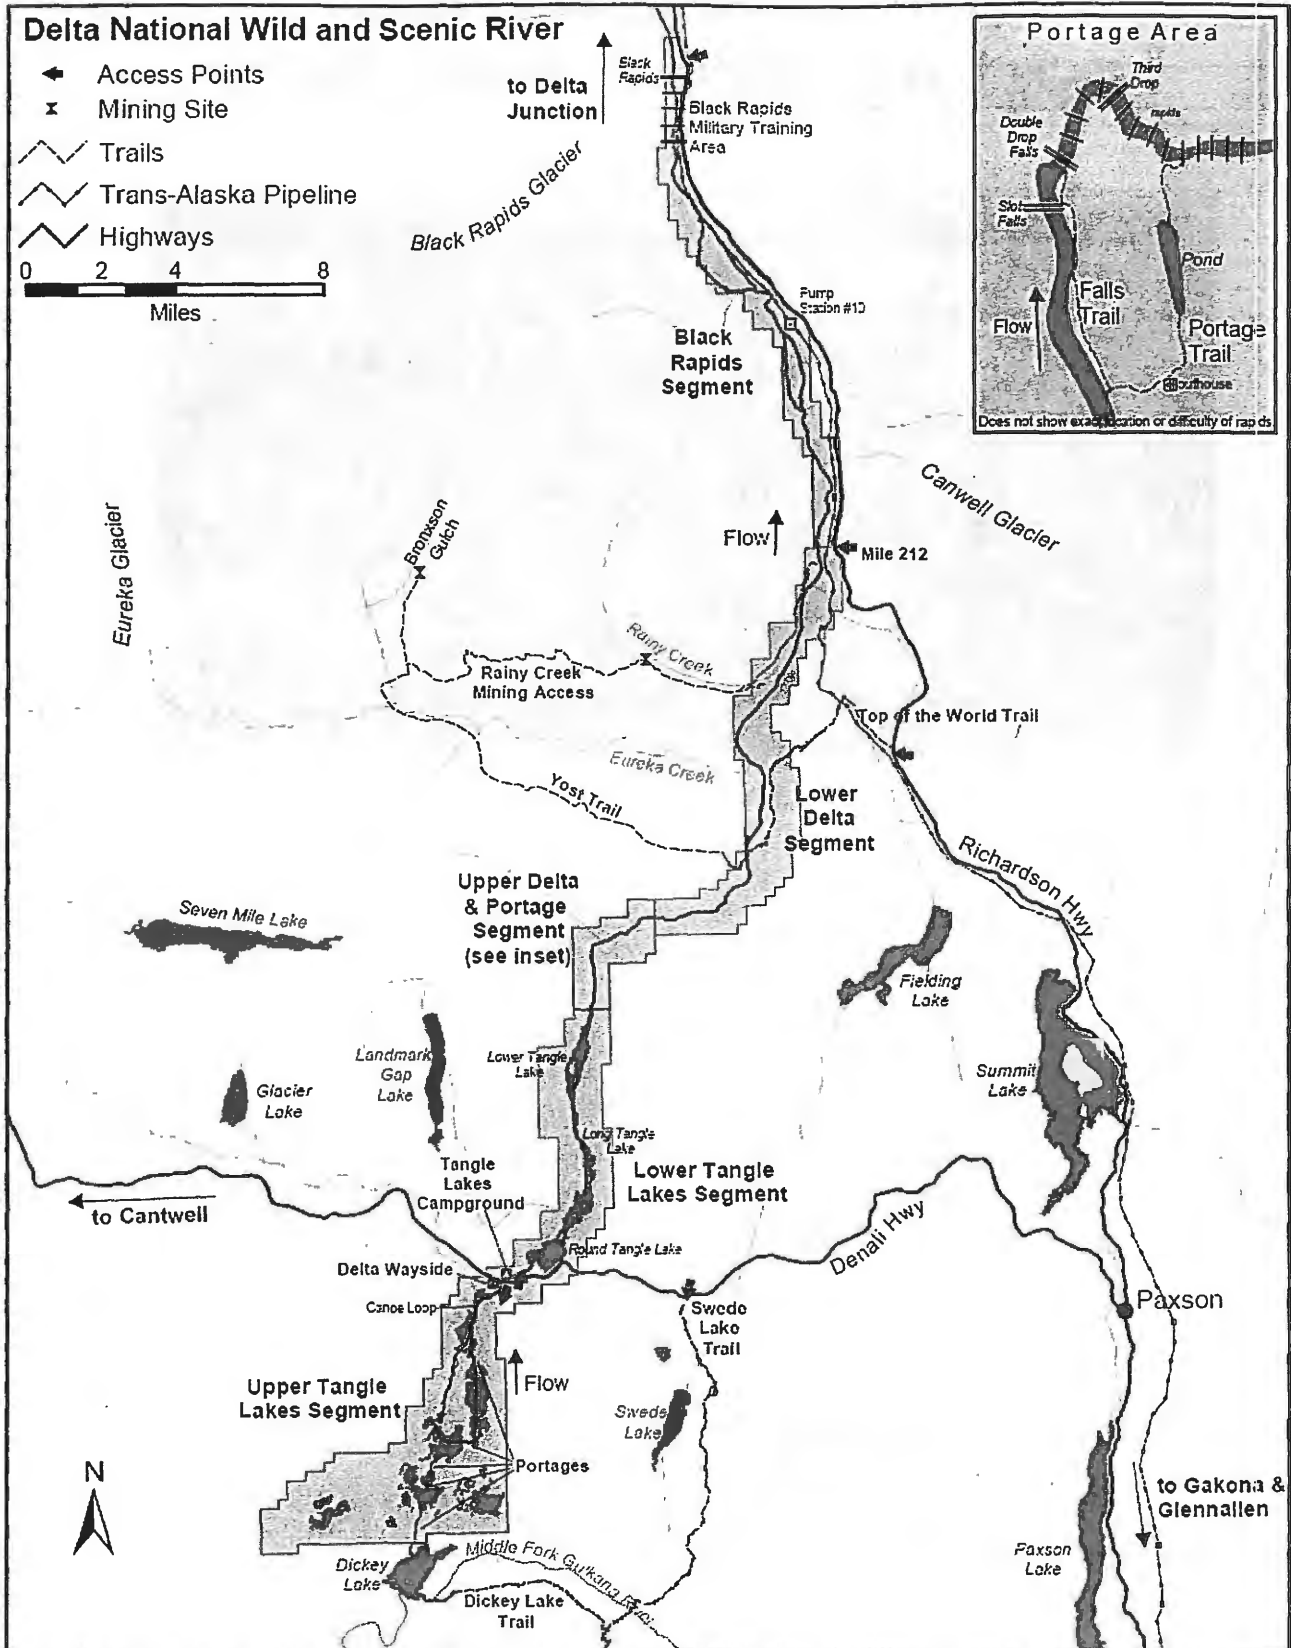 Delta National Wild and Scenic River
Access Points
Mining Site
Trails
Trans-Alaska Pipeline
Highways
0 2 4 8
Miles
to Delta
Junction
Black
Rapids
Black Rapids
Military Training
Area
Black Rapids Glacier
Portage Area
Third
Drop
rapids
Double
Drop
Falls
Slot
Falls
Pond
Falls
Trail
Flow
Portage
Trail
outhouse
Does not show exact location or difficulty of rapids
Pump
Station #10
Black
Rapids
Segment
Canwell Glacier
Eureka Glacier
Bronxson
Gulch
Flow
Mile 212
Rainy Creek
Rainy Creek
Mining Access
Top of the World Trail
Eureka Creek
Yost Trail
Lower
Delta
Segment
Richardson Hwy
Upper Delta
& Portage
Segment
(see inset)
Seven Mile Lake
Fielding
Lake
Lower Tangle
Lake
Landmark
Gap
Lake
Glacier
Lake
Summit
Lake
Long Tangle
Lake
Tangle
Lakes
Campground
Lower Tangle
Lakes Segment
to Cantwell
Denali Hwy
Round Tangle Lake
Delta Wayside
Canoe Loop
Swede
Lake
Trail
Paxson
Flow
Upper Tangle
Lakes Segment
Swede
Lake
Portages
N
to Gakona &
Glennallen
Dickey
Lake
Middle Fork Gu'kana River
Dickey Lake
Trail
Paxson
Lake